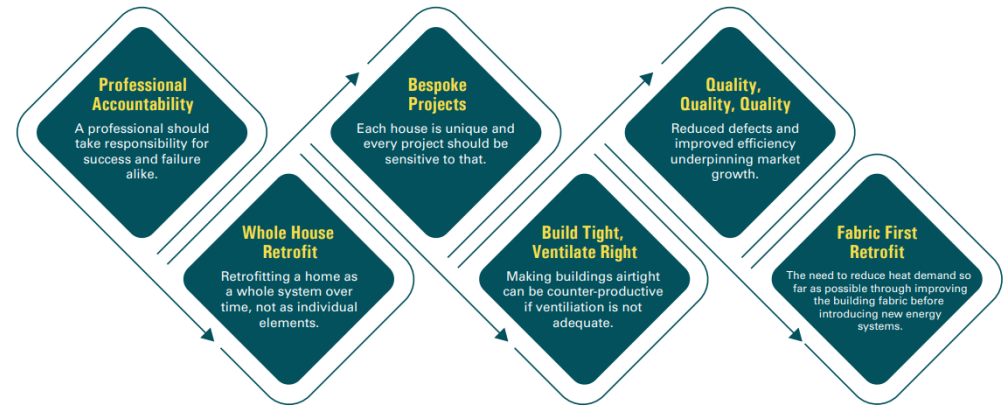 Professional
Accountability
A professional should
take responsibility for
success and failure
alike.
Whole House
Retrofit
Retrofitting a home as
a whole system over
time, not as individual
elements.
Bespoke
Projects
Each house is unique and
every project should be
sensitive to that.
Build Tight,
Ventilate Right
Making buildings airtight
can be counter-productive
if ventiliation is not
adequate.
Quality,
Quality, Quality
Reduced defects and
improved efficiency
underpinning market
growth.
Fabric First
Retrofit
The need to reduce heat demand so
far as possible through improving
the building fabric before
introducing new energy
systems.